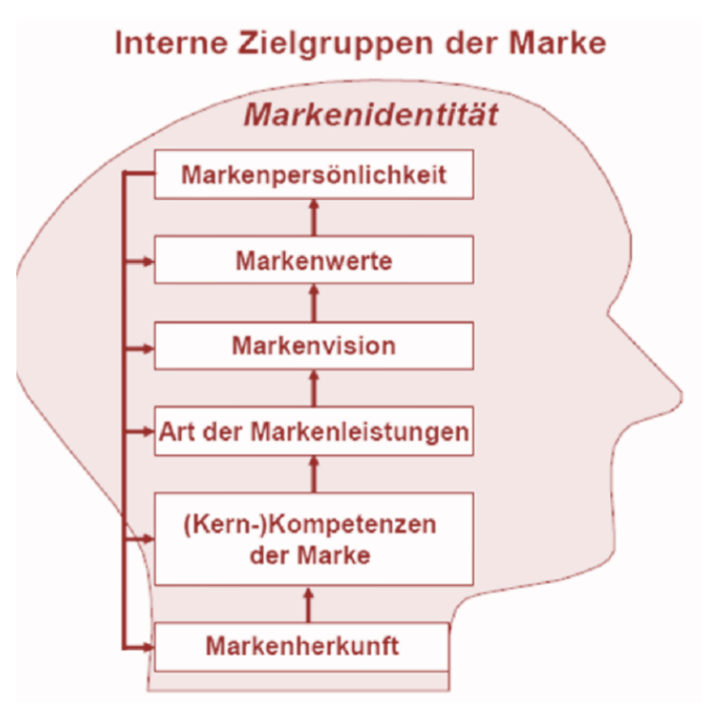 Interne Zielgruppen der Marke
Markenidentität
Markenpersönlichkeit
Markenwerte
Markenvision
Art der Markenleistungen
(Kern-)Kompetenzen
der Marke
Markenherkunft